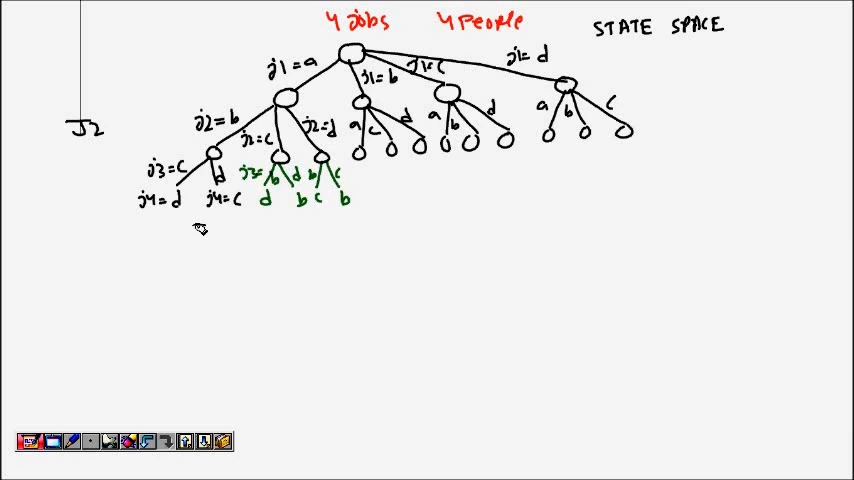 4 jobs 4 People STATE SPACE
j1=a j1=b j1=c j1=d
J2 j2=b j2=c j2=d a c d a b d a b c
j3=c d j3=b d b c
j4=d j4=c d b c b